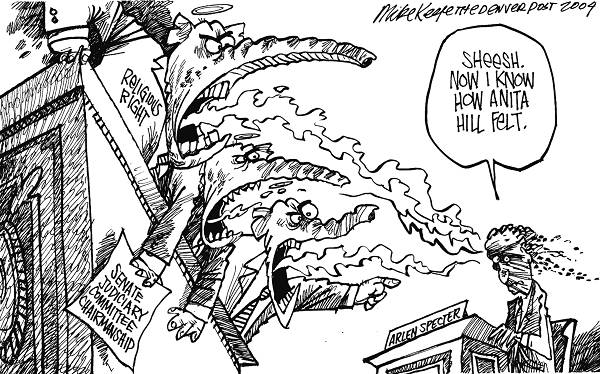 MIKE KEEFE THE DENVER POST 2004
SHEESH.
NOW I KNOW
HOW ANITA
HILL FELT.
RELIGIOUS
RIGHT
SENATE
JUDICIARY
COMMITTEE
CHAIRMANSHIP
ARLEN SPECTER